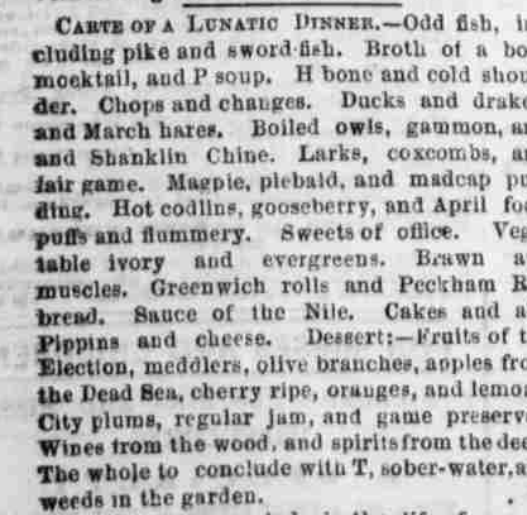 CARTE OF A LUNATIC DINNER.—Odd fish, i
cluding pike and sword-fish. Broth of a bo
mocktail, and P soup. H bone and cold shou
der. Chops and changes. Ducks and drake
and March hares. Boiled owls, gammon, a
and Shanklin Chine. Larks, coxcombs, a
fair game. Magpie, piebald, and madcap pu
ding. Hot codlins, gooseberry, and April foo
puffs and flummery. Sweets of office. Veg
table ivory and evergreens. Brawn a
muscles. Greenwich rolls and Peckham R
bread. Sauce of the Nile. Cakes and a
Pippins and cheese. Dessert:—Fruits of t
Election, meddlers, olive branches, apples fro
the Dead Sea, cherry ripe, oranges, and lemon
City plums, regular jam, and game preserv
Wines from the wood, and spirits from the dee
The whole to conclude with T, sober-water, a
weeds in the garden.